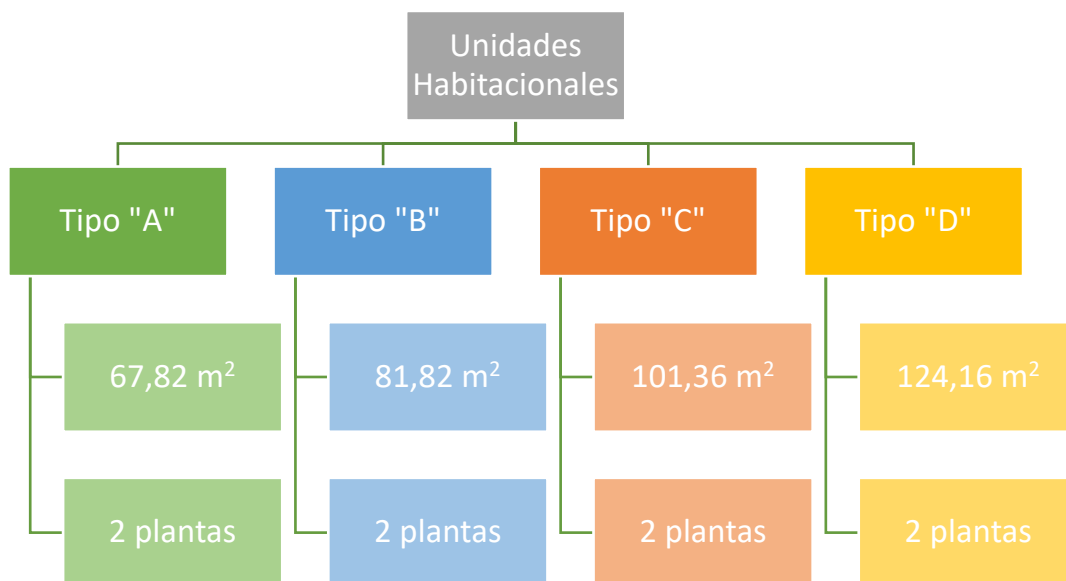 Unidades
Habitacionales
Tipo "A"
Tipo "B"
Tipo "C"
Tipo "D"
67,82 m²
81,82 m²
101,36 m²
124,16 m²
2 plantas
2 plantas
2 plantas
2 plantas